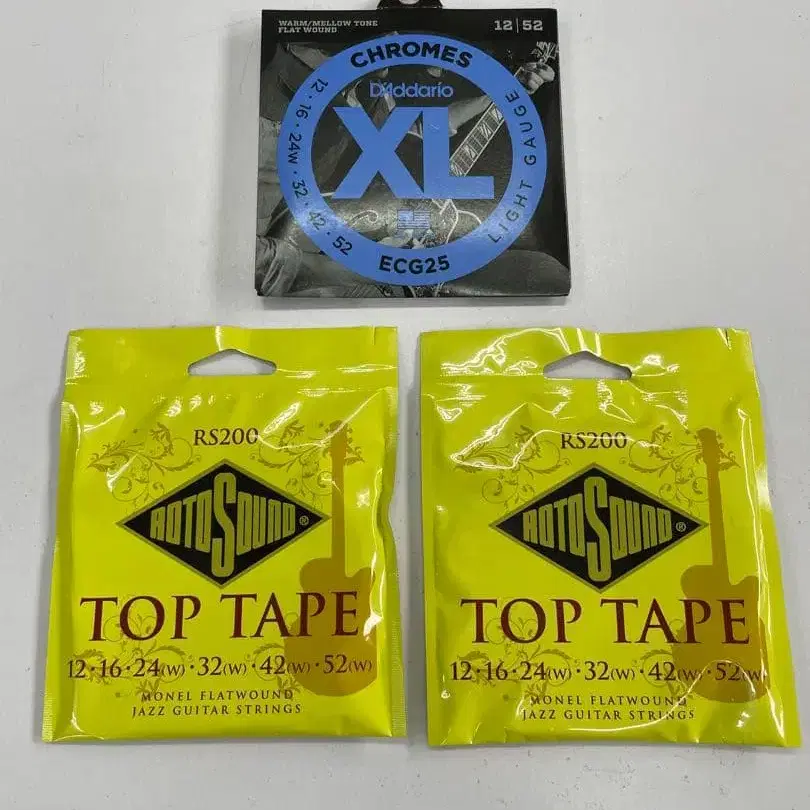 WARM/MELLOW TONE
FLAT WOUND
12 | 52
CHROMES
D'Addario
XL
12 · 16 · 24W · 32 · 42 · 52
LIGHT GAUGE
ECG25
RS200
ROTOSOUND®
TOP TAPE
12 · 16 · 24(W) · 32(W) · 42(W) · 52(W)
MONEL FLATWOUND
JAZZ GUITAR STRINGS
RS200
ROTOSOUND®
TOP TAPE
12 · 16 · 24(W) · 32(W) · 42(W) · 52(W)
MONEL FLATWOUND
JAZZ GUITAR STRINGS